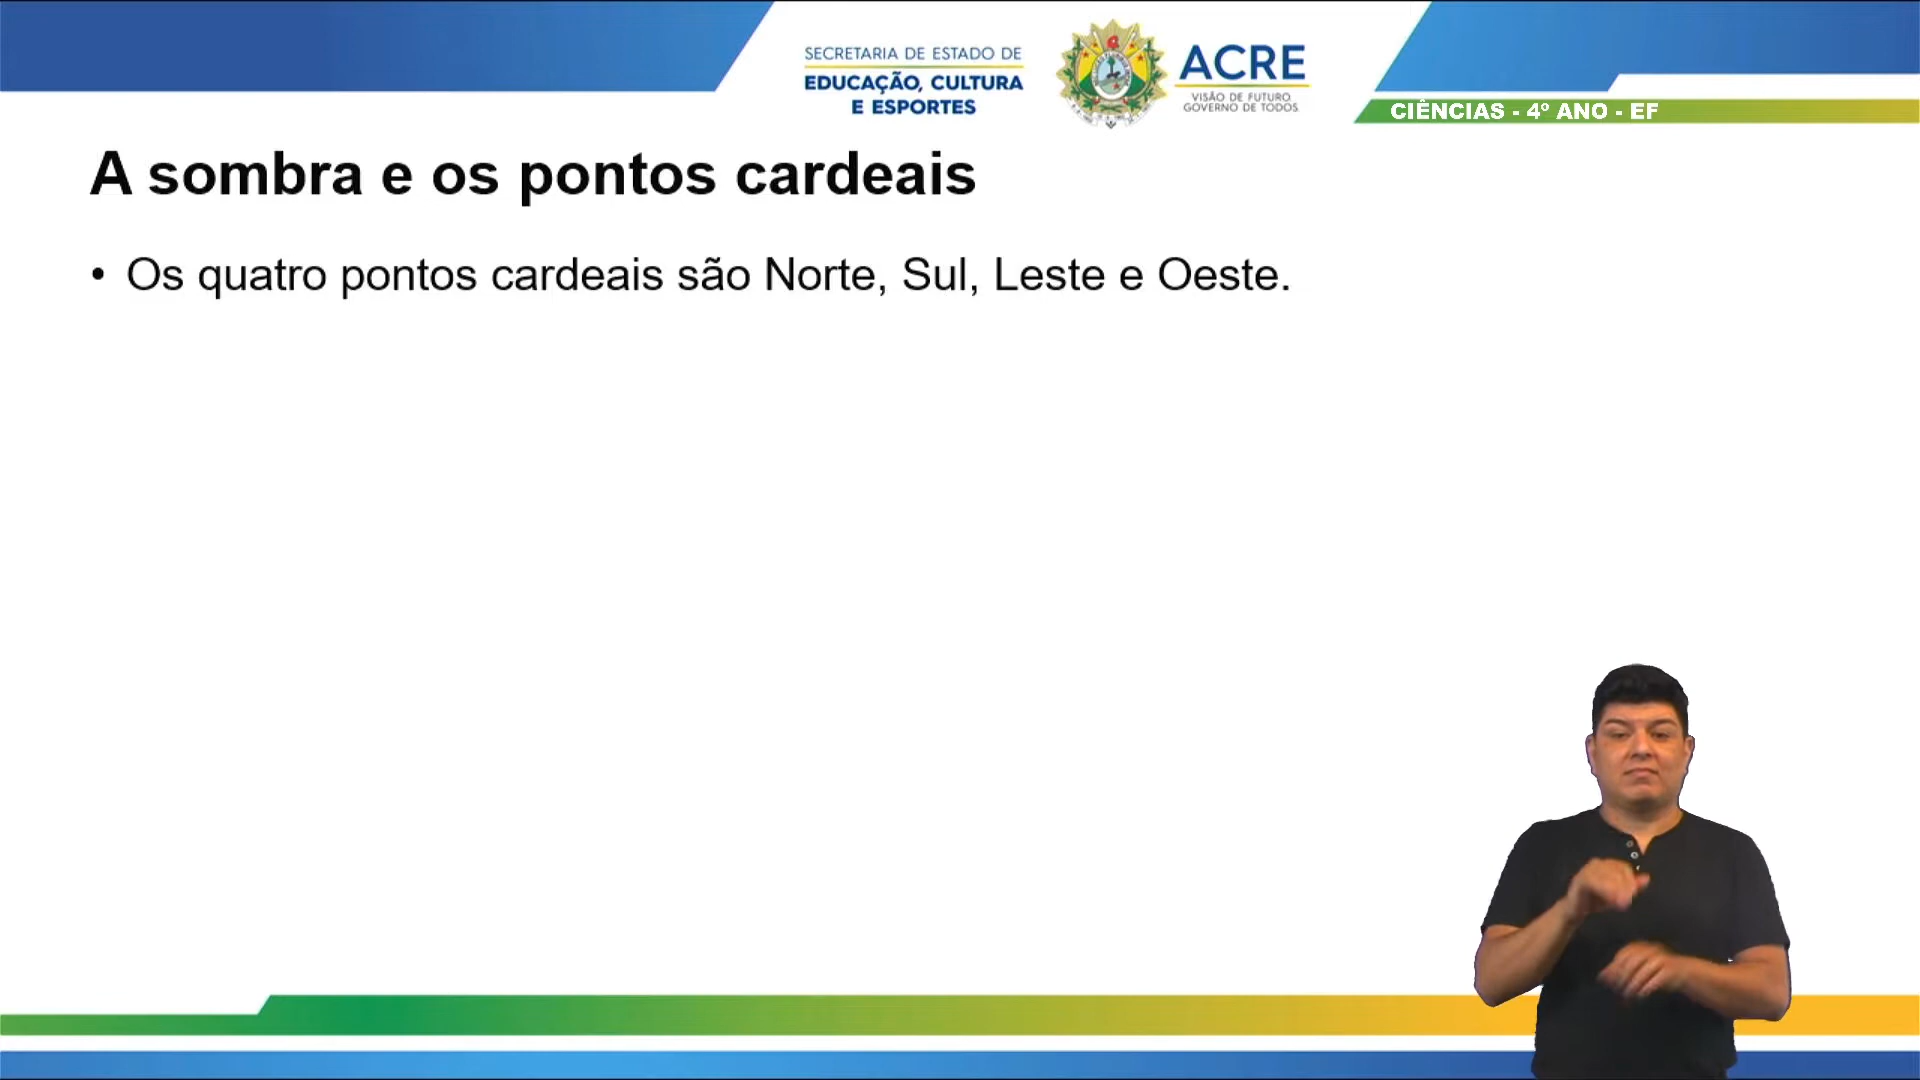 SECRETARIA DE ESTADO DE
EDUCAÇÃO, CULTURA
E ESPORTES
ACRE
VISÃO DE FUTURO.
GOVERNO DE TODOS.
CIÊNCIAS - 4º ANO - EF
A sombra e os pontos cardeais
• Os quatro pontos cardeais são Norte, Sul, Leste e Oeste.